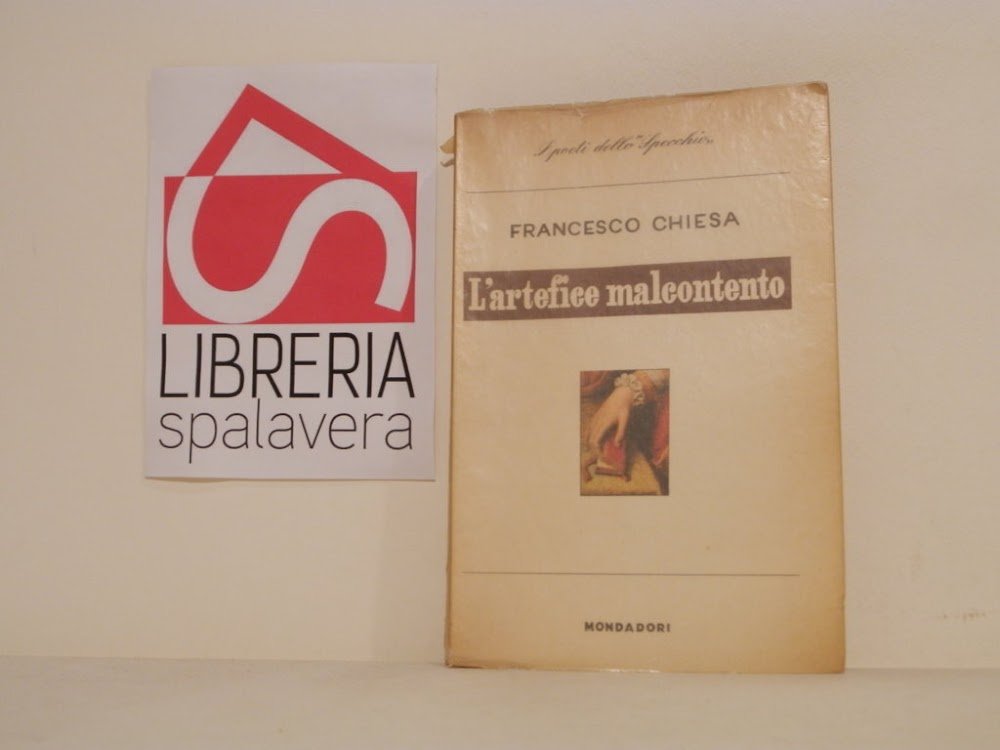 LIBRERIA
spalavera
I poeti dello "Specchio„
FRANCESCO CHIESA
L'artefice malcontento
MONDADORI